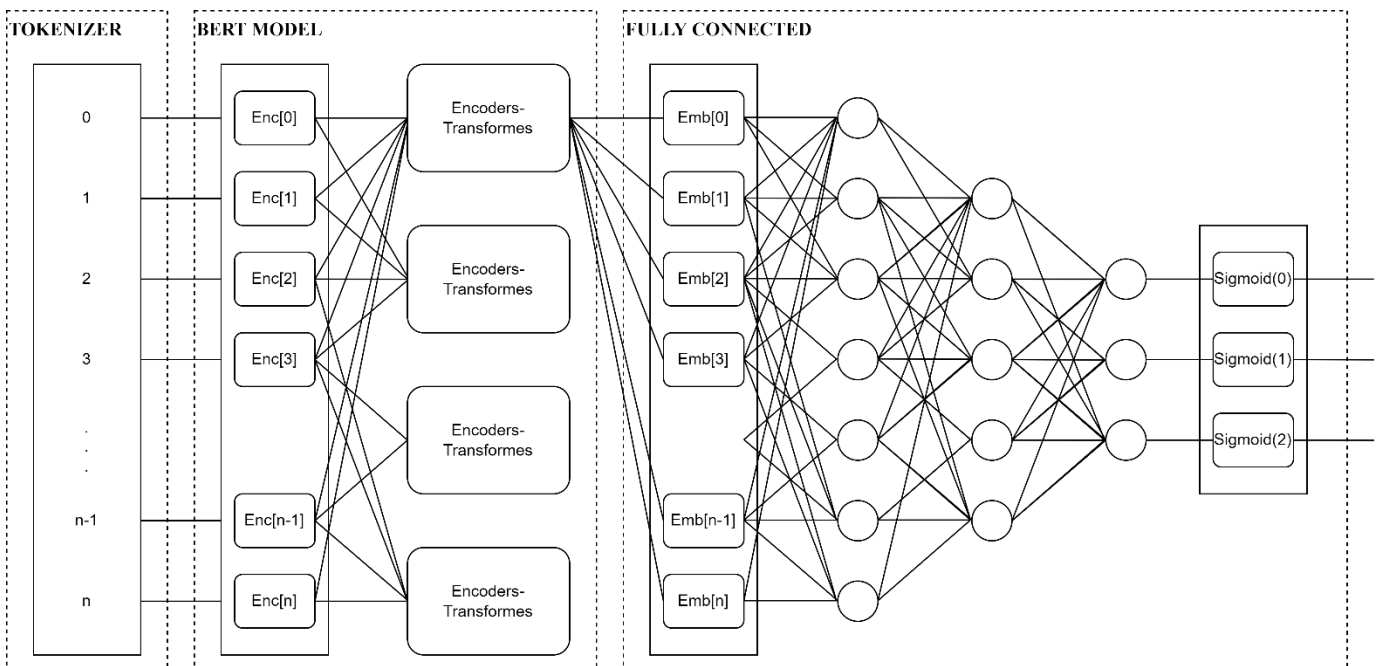 TOKENIZER
0
1
2
3
.
.
.
n-1
n
BERT MODEL
Enc[0]
Enc[1]
Enc[2]
Enc[3]
Enc[n-1]
Enc[n]
Encoders-
Transformes
Encoders-
Transformes
Encoders-
Transformes
Encoders-
Transformes
FULLY CONNECTED
Emb[0]
Emb[1]
Emb[2]
Emb[3]
Emb[n-1]
Emb[n]
Sigmoid(0)
Sigmoid(1)
Sigmoid(2)